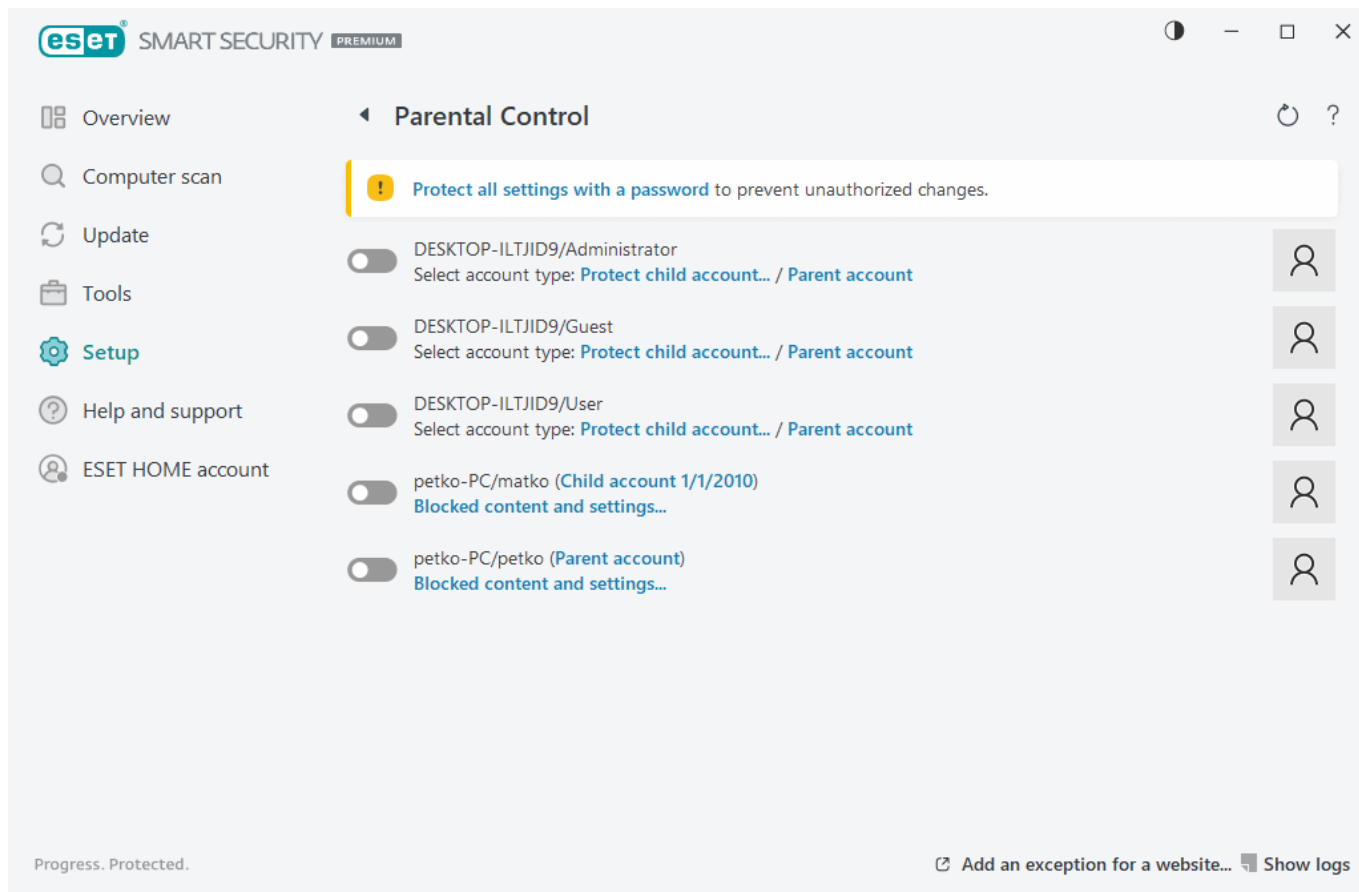 eset® SMART SECURITY PREMIUM
Overview
Computer scan
Update
Tools
Setup
Help and support
ESET HOME account
Parental Control
?
! Protect all settings with a password to prevent unauthorized changes.
DESKTOP-ILTJID9/Administrator
Select account type: Protect child account... / Parent account
DESKTOP-ILTJID9/Guest
Select account type: Protect child account... / Parent account
DESKTOP-ILTJID9/User
Select account type: Protect child account... / Parent account
petko-PC/matko (Child account 1/1/2010)
Blocked content and settings...
petko-PC/petko (Parent account)
Blocked content and settings...
Progress. Protected.
Add an exception for a website... Show logs